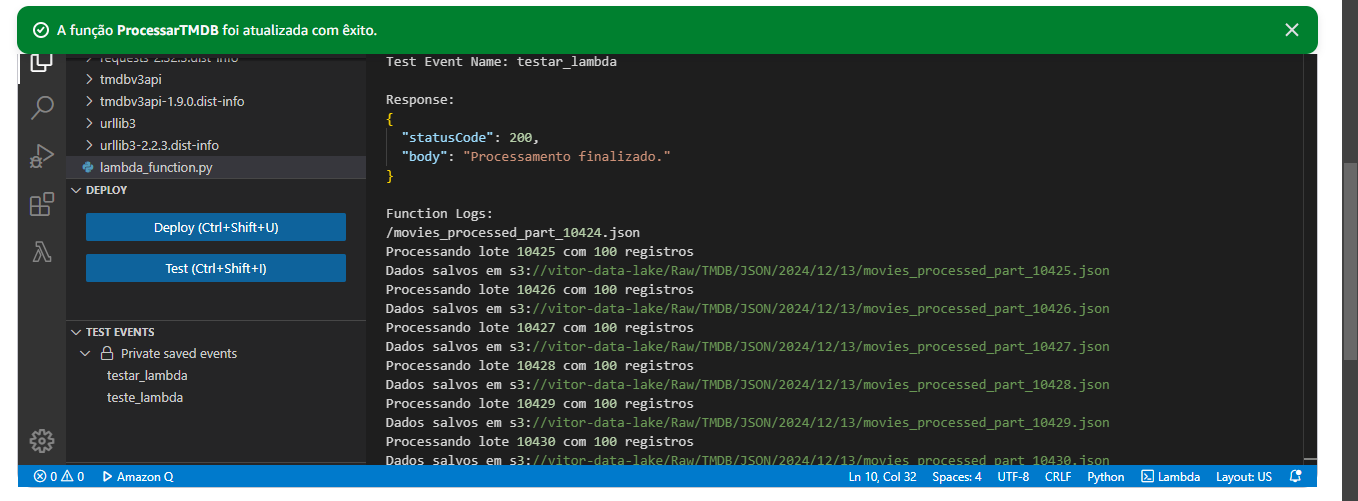 A função ProcessarTMDB foi atualizada com êxito.
requests-2.32.3.dist-info
tmdbv3api
tmdbv3api-1.9.0.dist-info
urllib3
urllib3-2.2.3.dist-info
lambda_function.py
DEPLOY
Deploy (Ctrl+Shift+U)
Test (Ctrl+Shift+I)
TEST EVENTS
Private saved events
testar_lambda
teste_lambda
Test Event Name: testar_lambda
Response:
{
"statusCode": 200,
"body": "Processamento finalizado."
}
Function Logs:
/movies_processed_part_10424.json
Processando lote 10425 com 100 registros
Dados salvos em s3://vitor-data-lake/Raw/TMDB/JSON/2024/12/13/movies_processed_part_10425.json
Processando lote 10426 com 100 registros
Dados salvos em s3://vitor-data-lake/Raw/TMDB/JSON/2024/12/13/movies_processed_part_10426.json
Processando lote 10427 com 100 registros
Dados salvos em s3://vitor-data-lake/Raw/TMDB/JSON/2024/12/13/movies_processed_part_10427.json
Processando lote 10428 com 100 registros
Dados salvos em s3://vitor-data-lake/Raw/TMDB/JSON/2024/12/13/movies_processed_part_10428.json
Processando lote 10429 com 100 registros
Dados salvos em s3://vitor-data-lake/Raw/TMDB/JSON/2024/12/13/movies_processed_part_10429.json
Processando lote 10430 com 100 registros
Dados salvos em s3://vitor-data-lake/Raw/TMDB/JSON/2024/12/13/movies_processed_part_10430.json
0 0 Amazon Q Ln 10, Col 32 Spaces: 4 UTF-8 CRLF Python Lambda Layout: US